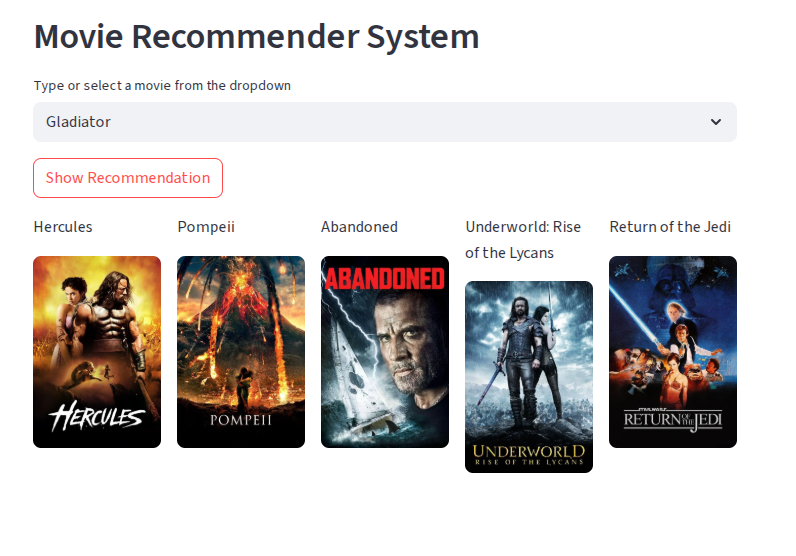 Movie Recommender System
Type or select a movie from the dropdown
Gladiator
Show Recommendation
Hercules
Pompeii
Abandoned
Underworld: Rise
of the Lycans
Return of the Jedi
HERCULES
POMPEII
ABANDONED
UNDERWORLD
RISE OF THE LYCANS
STAR WARS
RETURN OF THE JEDI